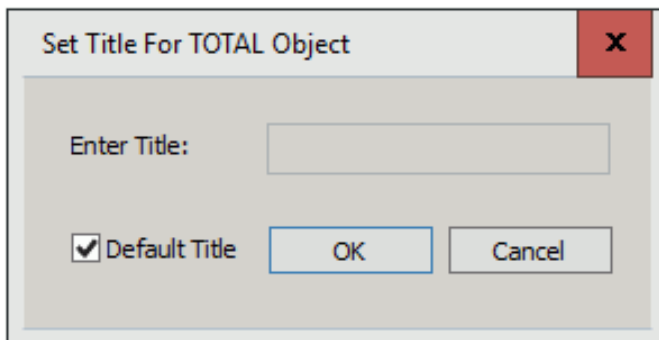 Set Title For TOTAL Object
x
Enter Title:
Default Title OK Cancel